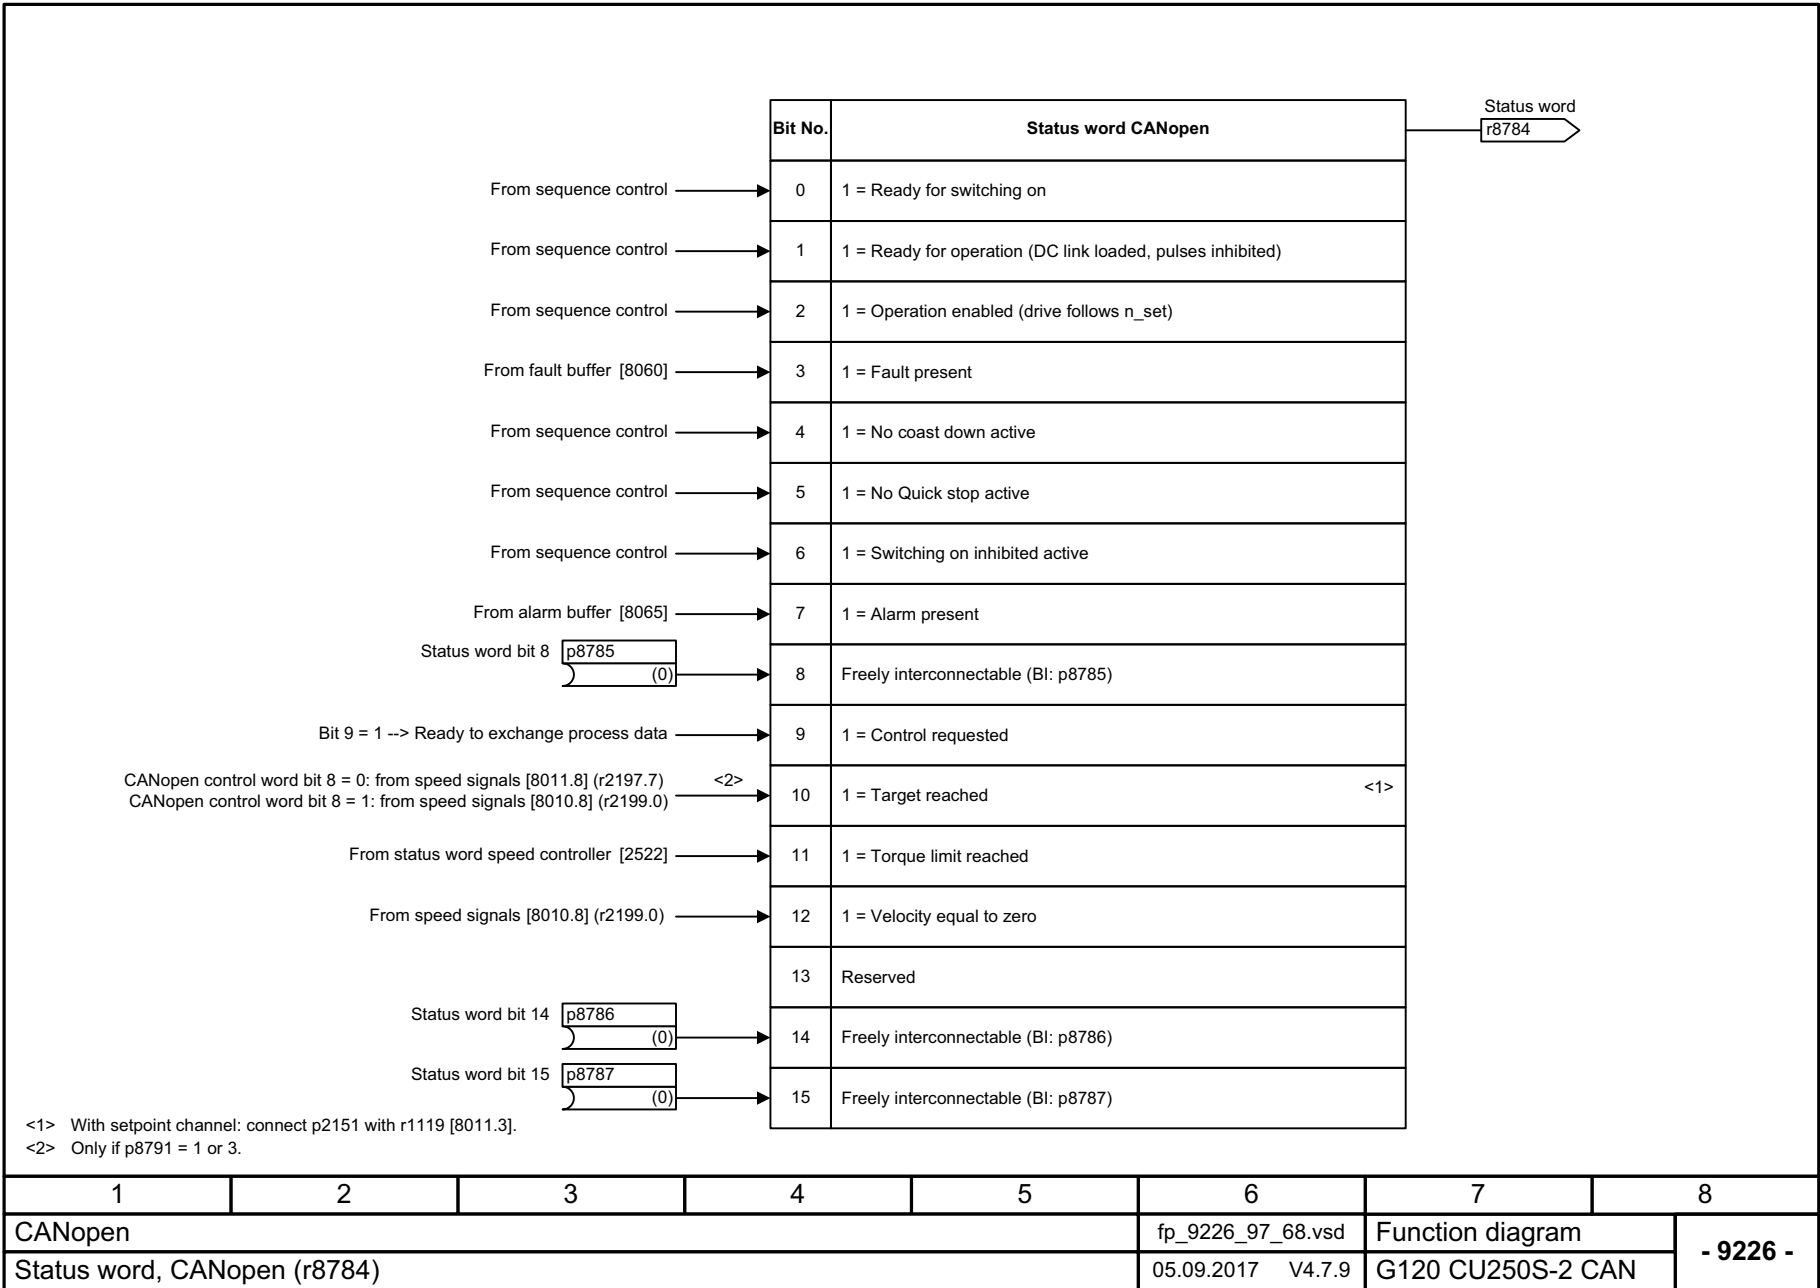 Bit No. Status word CANopen
Status word
r8784
From sequence control 0 1 = Ready for switching on
From sequence control 1 1 = Ready for operation (DC link loaded, pulses inhibited)
From sequence control 2 1 = Operation enabled (drive follows n_set)
From fault buffer [8060] 3 1 = Fault present
From sequence control 4 1 = No coast down active
From sequence control 5 1 = No Quick stop active
From sequence control 6 1 = Switching on inhibited active
From alarm buffer [8065] 7 1 = Alarm present
Status word bit 8 p8785
(0) 8 Freely interconnectable (BI: p8785)
Bit 9 = 1 --> Ready to exchange process data 9 1 = Control requested
CANopen control word bit 8 = 0: from speed signals [8011.8] (r2197.7) <2>
CANopen control word bit 8 = 1: from speed signals [8010.8] (r2199.0)
10 1 = Target reached <1>
From status word speed controller [2522] 11 1 = Torque limit reached
From speed signals [8010.8] (r2199.0) 12 1 = Velocity equal to zero
13 Reserved
Status word bit 14 p8786
(0) 14 Freely interconnectable (BI: p8786)
Status word bit 15 p8787
(0) 15 Freely interconnectable (BI: p8787)
<1> With setpoint channel: connect p2151 with r1119 [8011.3].
<2> Only if p8791 = 1 or 3.
1 2 3 4 5 6 7 8
CANopen fp_9226_97_68.vsd Function diagram
- 9226 -
Status word, CANopen (r8784) 05.09.2017 V4.7.9 G120 CU250S-2 CAN